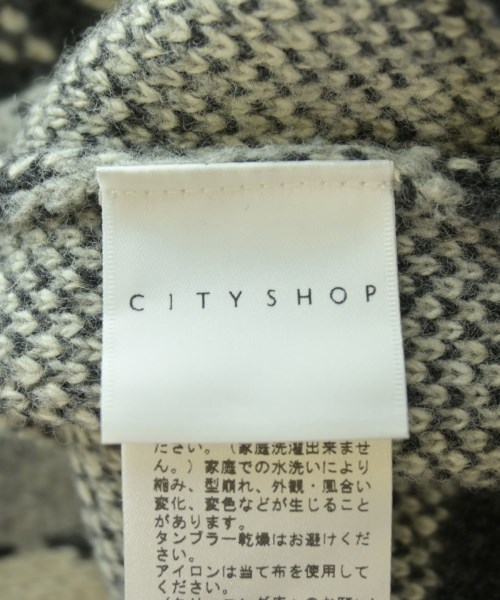 CITYSHOP
ださい。（家庭洗濯出来ませ
ん。）家庭での水洗いにより
縮み、型崩れ、外観・風合い
変化、変色などが生じること
があります。
タンブラー乾燥はお避けくだ
さい。
アイロンは当て布を使用して
ください。